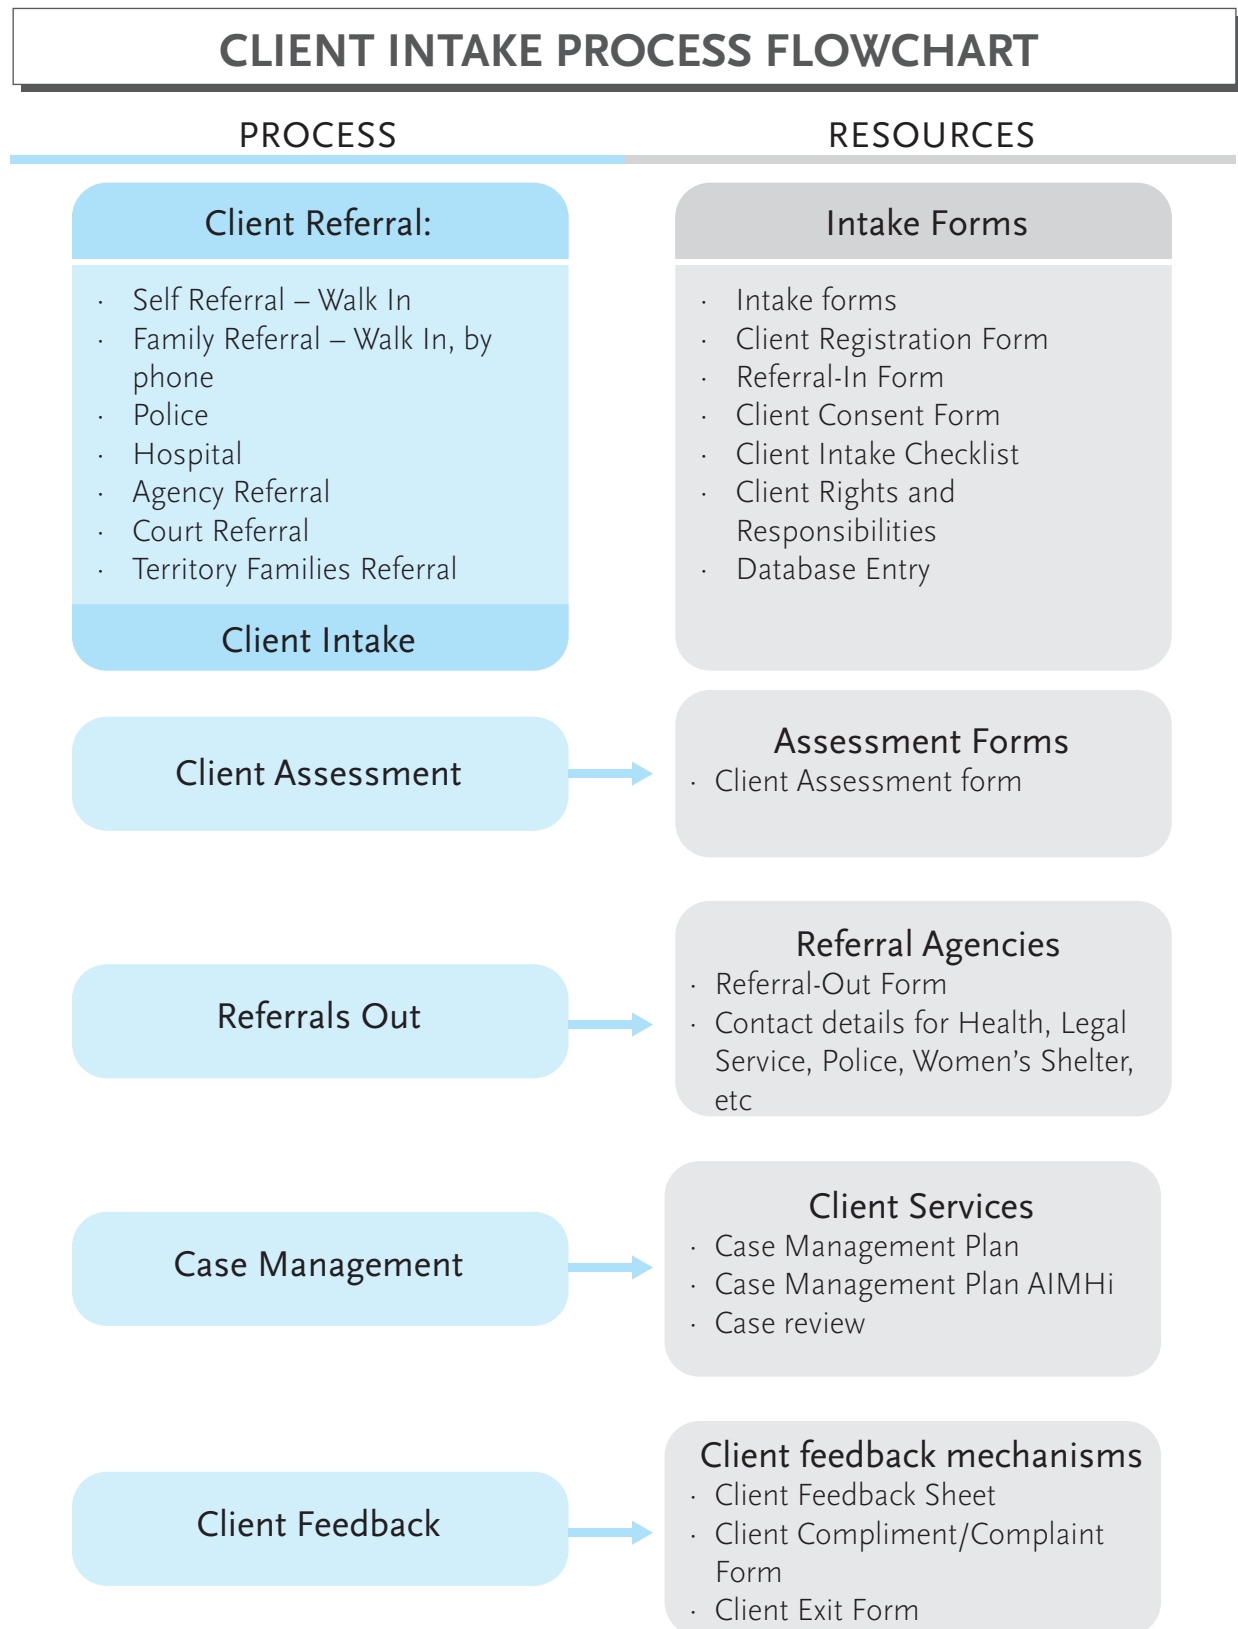 CLIENT INTAKE PROCESS FLOWCHART
PROCESS
RESOURCES
Client Referral:
· Self Referral – Walk In
· Family Referral – Walk In, by
phone
· Police
· Hospital
· Agency Referral
· Court Referral
· Territory Families Referral
Client Intake
Intake Forms
· Intake forms
· Client Registration Form
· Referral-In Form
· Client Consent Form
· Client Intake Checklist
· Client Rights and
Responsibilities
· Database Entry
Client Assessment
Assessment Forms
· Client Assessment form
Referrals Out
Referral Agencies
· Referral-Out Form
· Contact details for Health, Legal
Service, Police, Women’s Shelter,
etc
Case Management
Client Services
· Case Management Plan
· Case Management Plan AIMHi
· Case review
Client Feedback
Client feedback mechanisms
· Client Feedback Sheet
· Client Compliment/Complaint
Form
· Client Exit Form